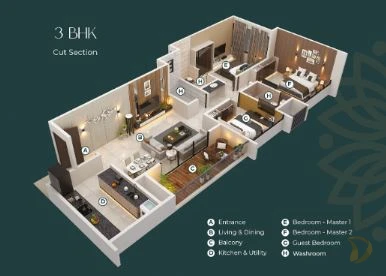 3 BHK
Cut Section
E
F
H
H
H
G
A
B
C
D
A Entrance
B Living & Dining
C Balcony
D Kitchen & Utility
E Bedroom - Master 1
F Bedroom - Master 2
G Guest Bedroom
H Washroom